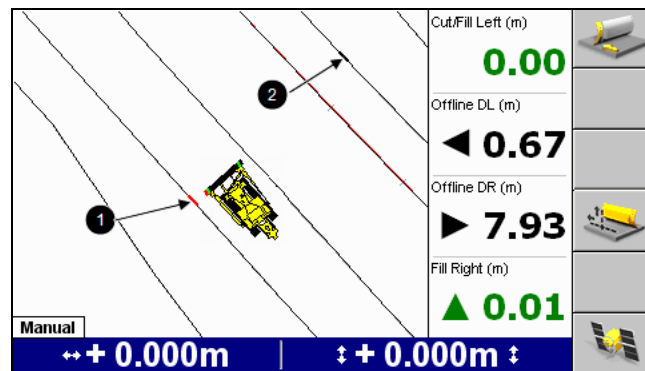 Cut/Fill Left (m)
0.00
Offline DL (m)
◀ 0.67
Offline DR (m)
▶ 7.93
Fill Right (m)
▲ 0.01
1
2
Manual
↔+ 0.000m
↕+ 0.000m ↕